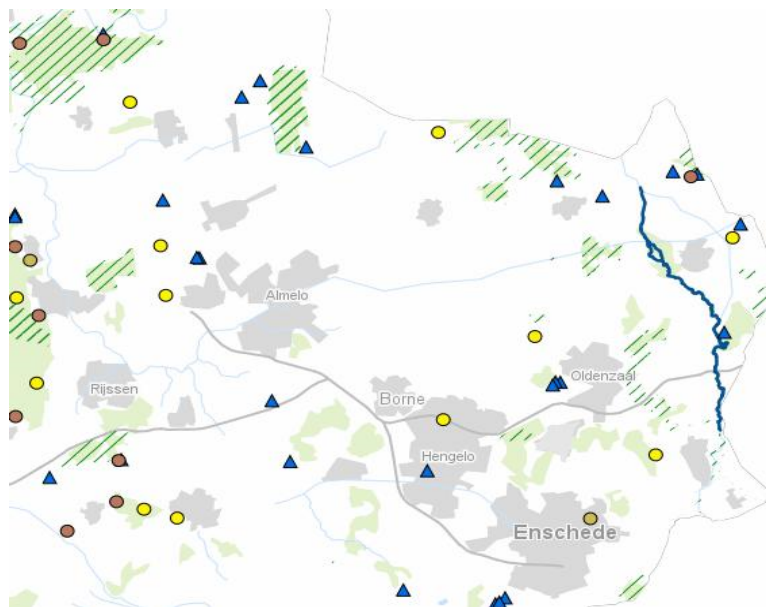 Almelo
Oldenzaal
Rijssen
Borne
Hengelo
Enschede